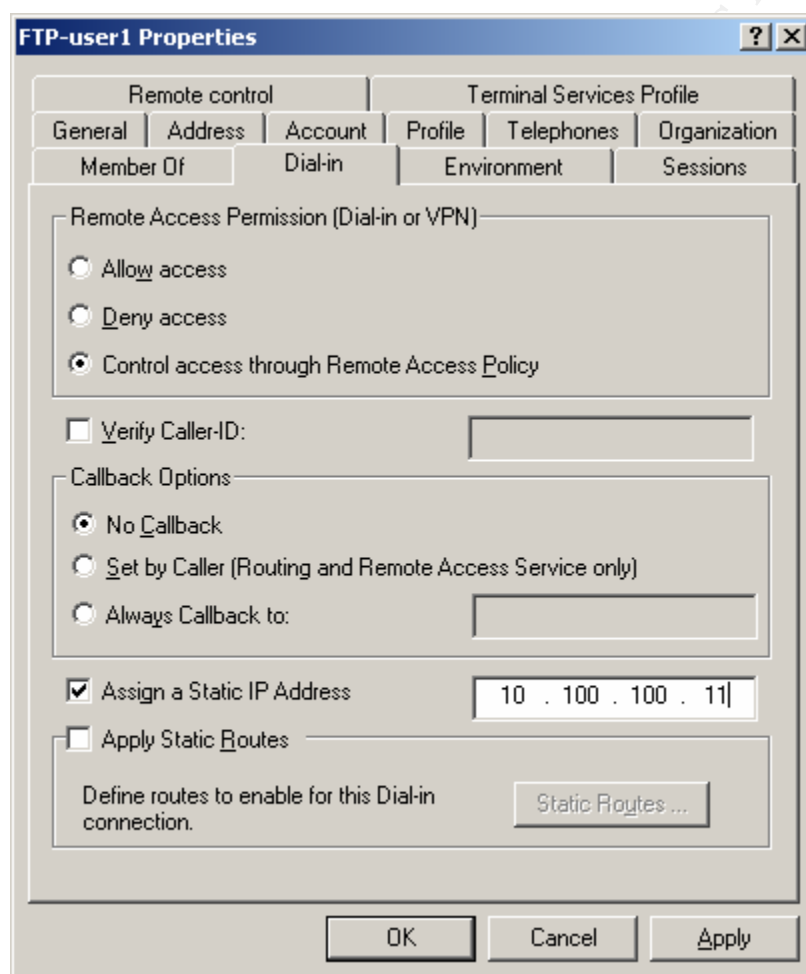 FTP-user1 Properties
Remote control Terminal Services Profile
General Address Account Profile Telephones Organization
Member Of Dial-in Environment Sessions
Remote Access Permission (Dial-in or VPN)
Allow access
Deny access
Control access through Remote Access Policy
Verify Caller-ID:
Callback Options
No Callback
Set by Caller (Routing and Remote Access Service only)
Always Callback to:
Assign a Static IP Address 10 . 100 . 100 . 11
Apply Static Routes
Define routes to enable for this Dial-in
connection.
Static Routes ...
OK Cancel Apply